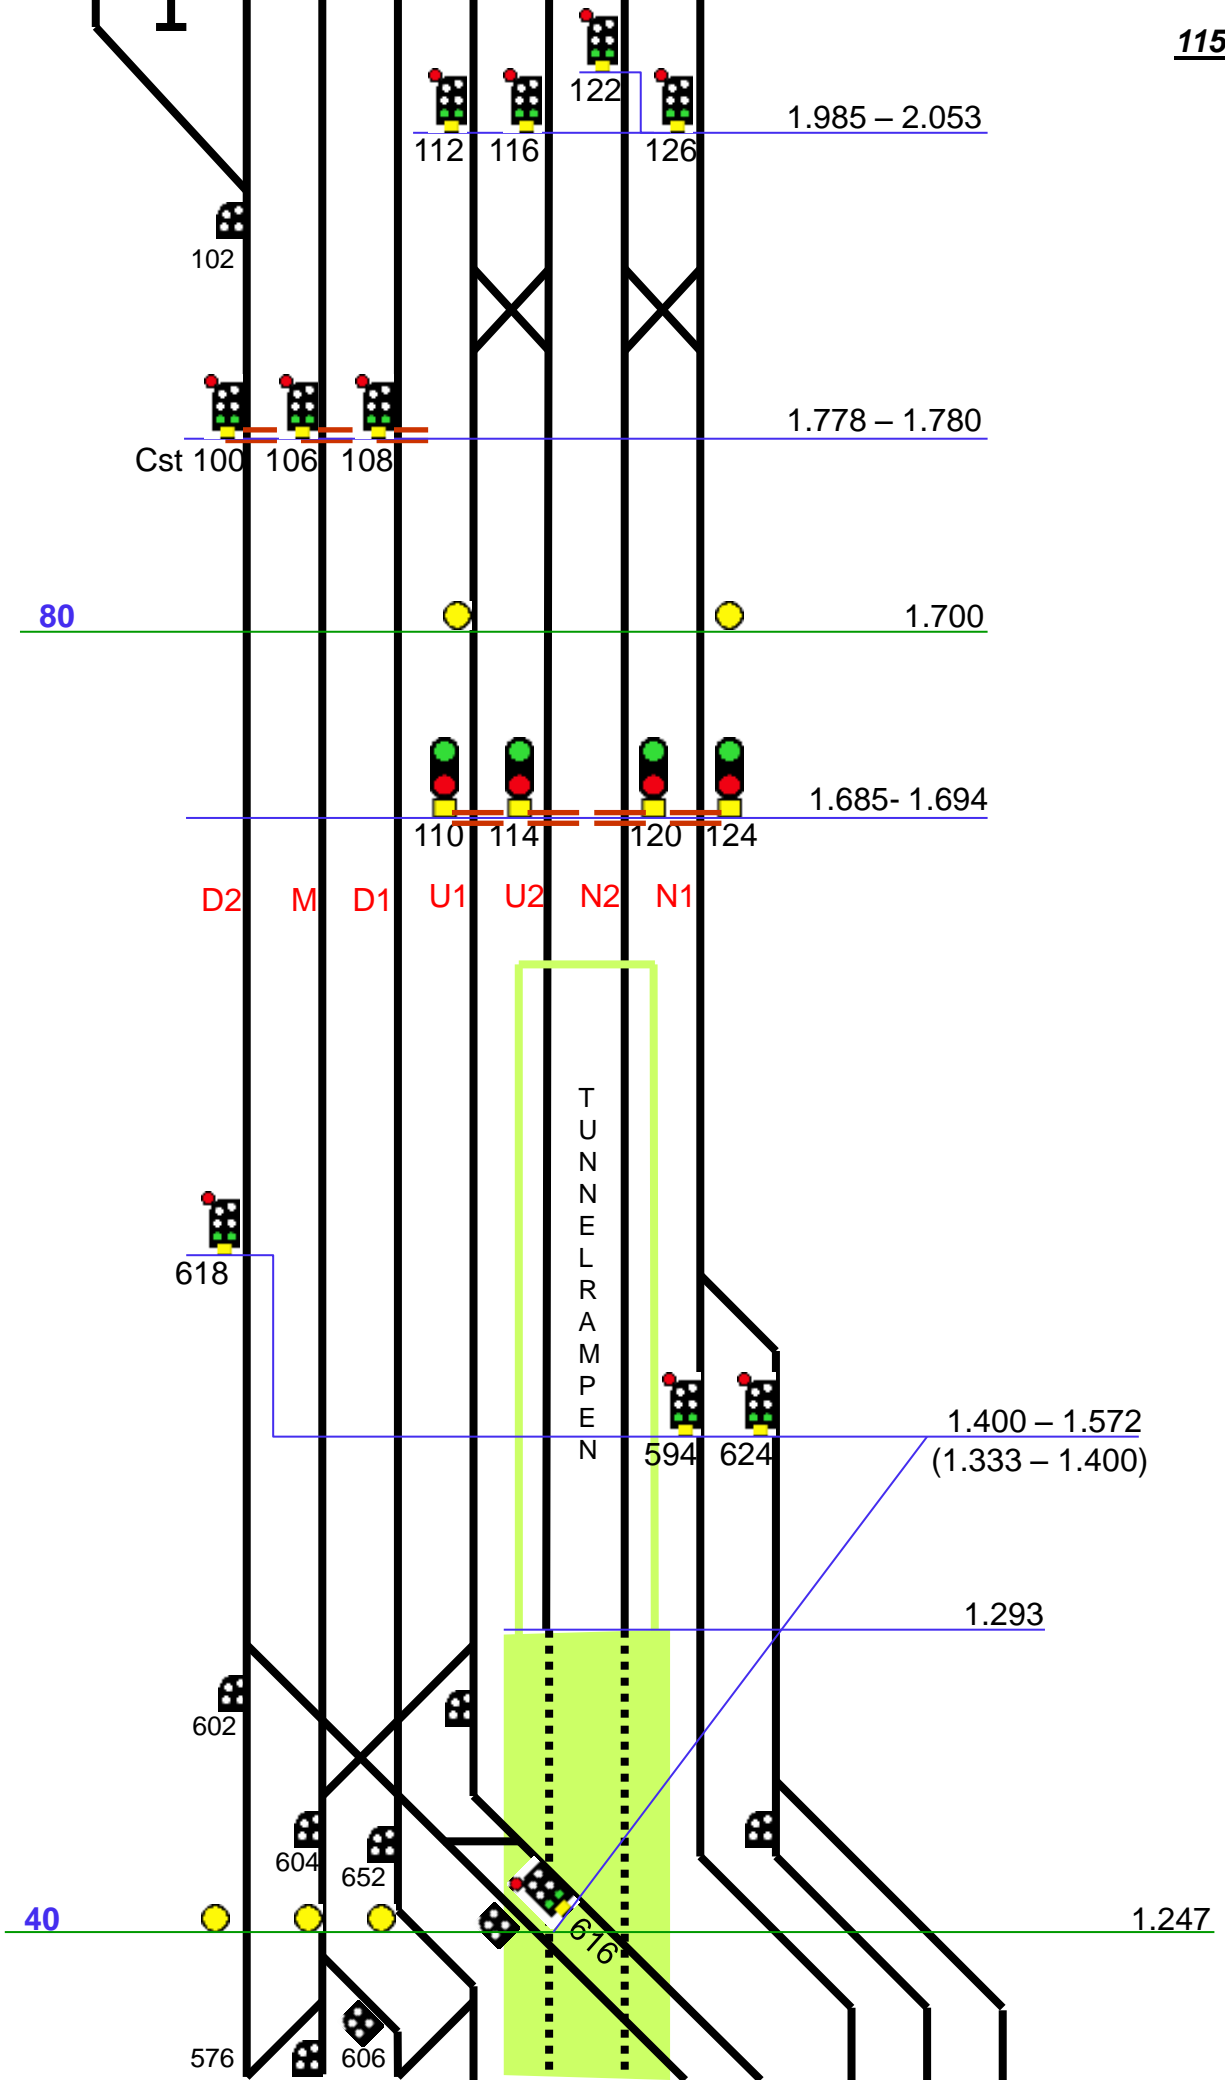 115
122
1.985 – 2.053
112 116 126
102
1.778 – 1.780
Cst 100 106 108
80 1.700
1.685- 1.694
110 114 120 124
D2 M D1 U1 U2 N2 N1
TUNNELRAMPEN
618
1.400 – 1.572
594 624 (1.333 – 1.400)
1.293
602
604
652
40 616 1.247
576 606